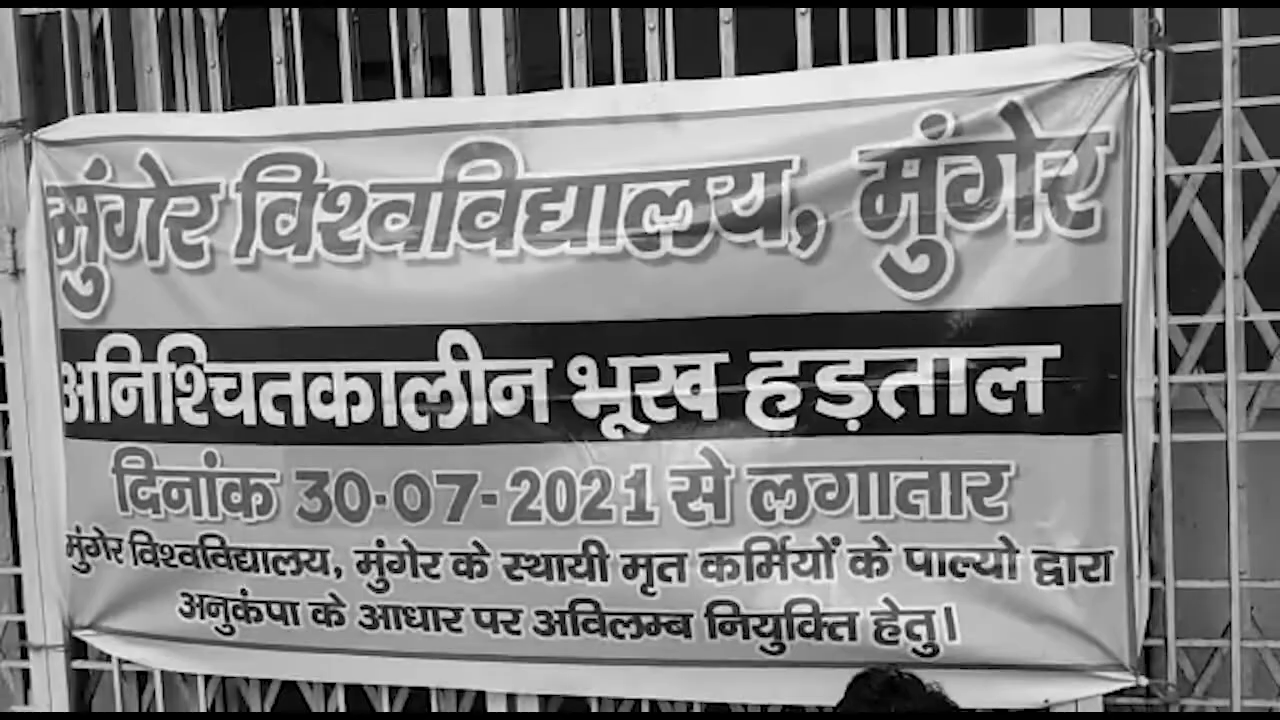 मुंगेर विश्वविद्यालय, मुंगेर
अनिश्चितकालीन भूख हड़ताल
दिनांक 30-07-2021 से लगातार
मुंगेर विश्वविद्यालय, मुंगेर के स्थायी मृत कर्मियों के पाल्यो द्वारा
अनुकंपा के आधार पर अविलम्ब नियुक्ति हेतु।